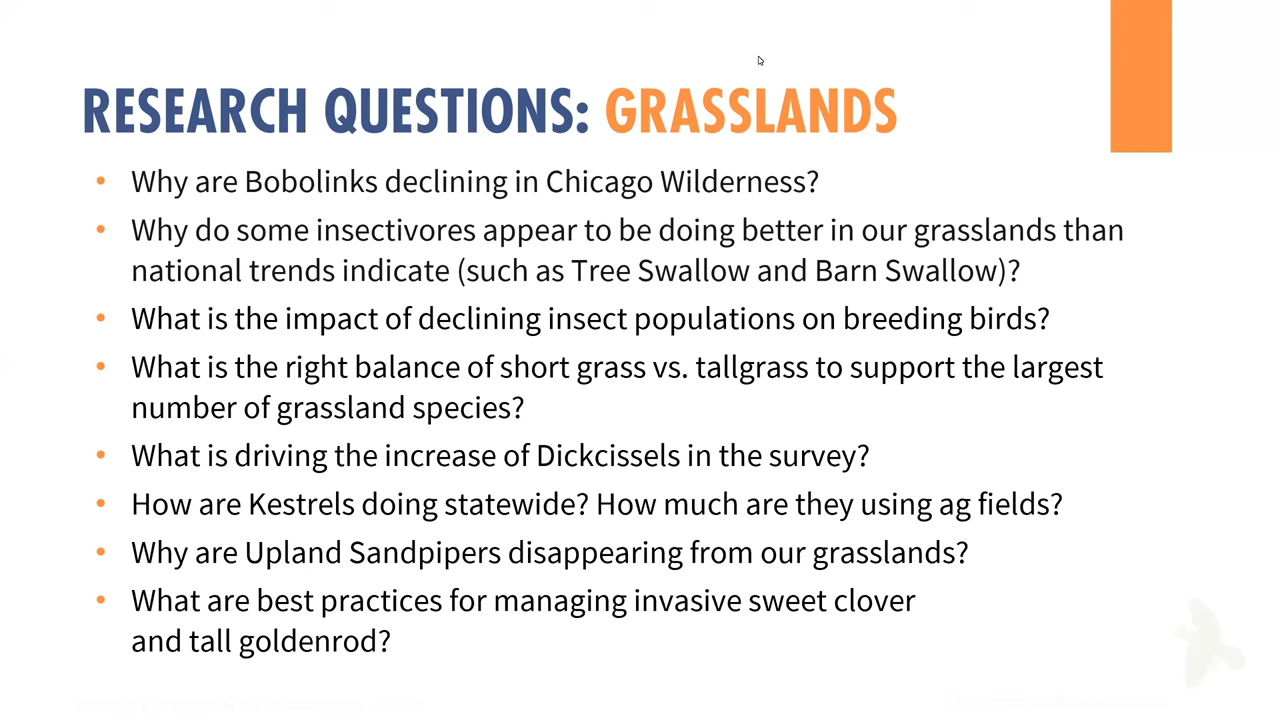 RESEARCH QUESTIONS: GRASSLANDS
• Why are Bobolinks declining in Chicago Wilderness?
• Why do some insectivores appear to be doing better in our grasslands than
national trends indicate (such as Tree Swallow and Barn Swallow)?
• What is the impact of declining insect populations on breeding birds?
• What is the right balance of short grass vs. tallgrass to support the largest
number of grassland species?
• What is driving the increase of Dickcissels in the survey?
• How are Kestrels doing statewide? How much are they using ag fields?
• Why are Upland Sandpipers disappearing from our grasslands?
• What are best practices for managing invasive sweet clover
and tall goldenrod?